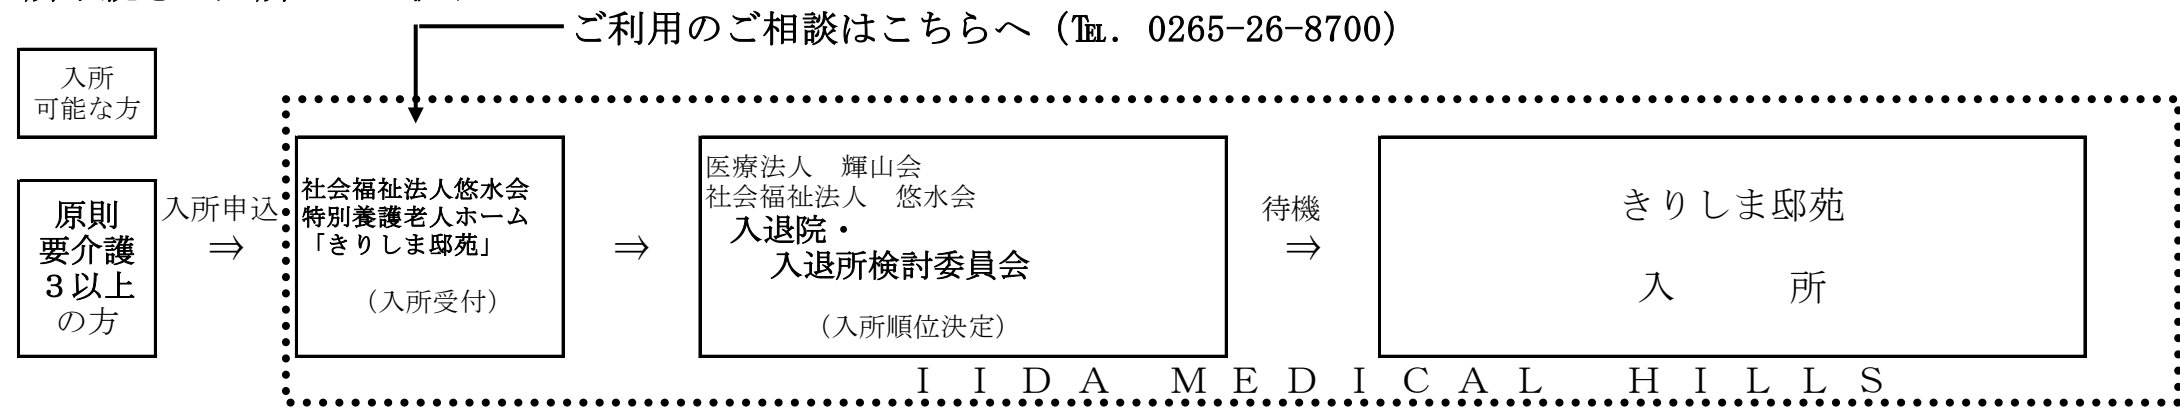 ご利用のご相談はこちらへ（℡．0265-26-8700）
入所
可能な方
原則
要介護
３以上
の方
入所申込
⇒
社会福祉法人悠水会
特別養護老人ホーム
「きりしま邸苑」
（入所受付）
⇒
医療法人　輝山会
社会福祉法人　悠水会
入退院・
入退所検討委員会
（入所順位決定）
待機
⇒
きりしま邸苑
入　　所
ＩＩＤＡ　ＭＥＤＩＣＡＬ　ＨＩＬＬＳ